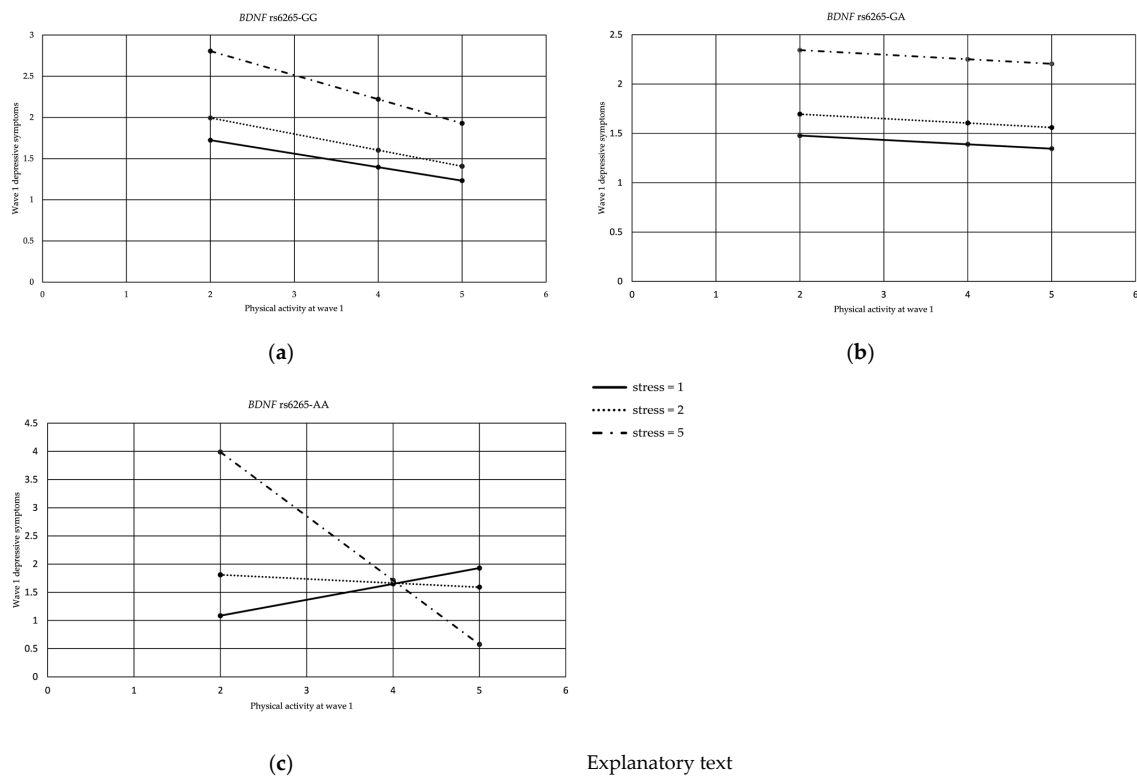 BDNF rs6265-GG
3
2.5
2
1.5
1
0.5
0
0 1 2 3 4 5 6
Wave 1 depressive symptoms
Physical activity at wave 1
(a)
BDNF rs6265-GA
2.5
2
1.5
1
0.5
0
0 1 2 3 4 5 6
Wave 1 depressive symptoms
Physical activity at wave 1
(b)
BDNF rs6265-AA
4.5
4
3.5
3
2.5
2
1.5
1
0.5
0
0 1 2 3 4 5 6
Wave 1 depressive symptoms
Physical activity at wave 1
(c)
stress = 1
stress = 2
stress = 5
Explanatory text